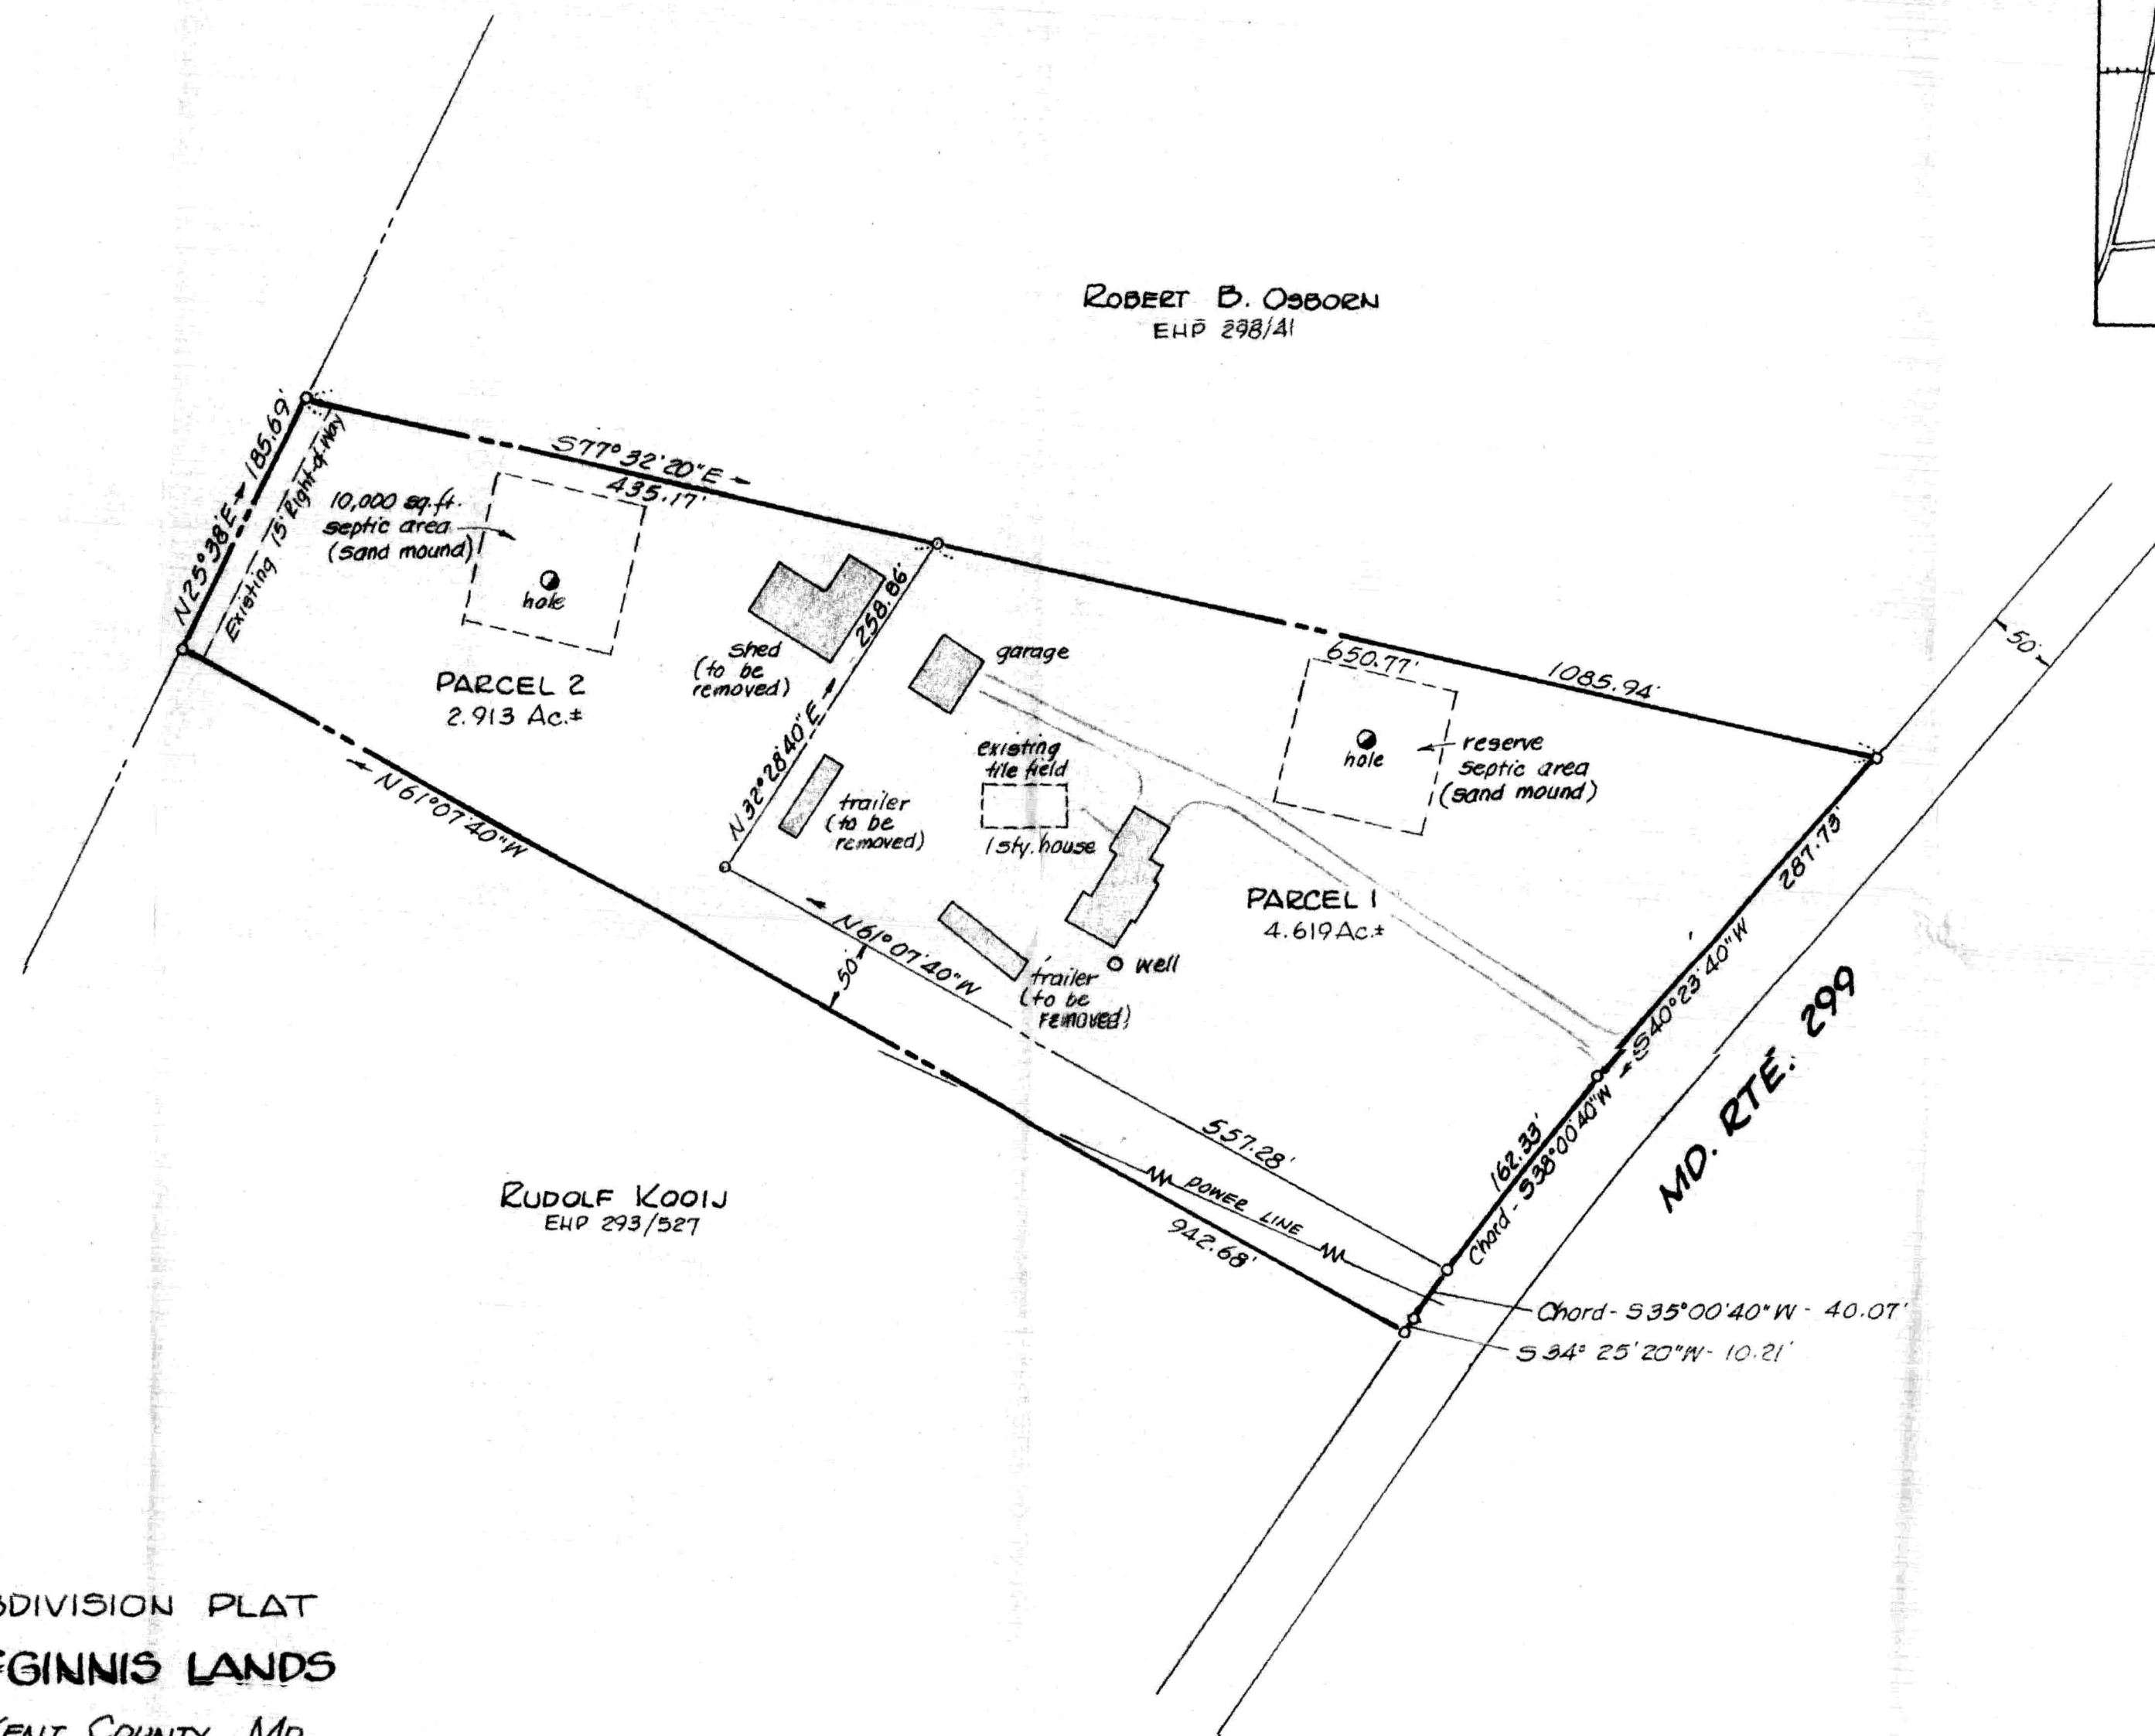 ROBERT B. OSBORN
EHP 298/41
N25°38'E 185.69'
Existing 15' Right-of-Way
S77°32'20"E
435.17'
10,000 sq.ft.
septic area
(sand mound)
hole
PARCEL 2
2.913 Ac.±
shed
(to be
removed)
258.86'
N32°28'40"E
garage
650.77'
1085.94'
50'
existing
tile field
hole
reserve
septic area
(sand mound)
trailer
(to be
removed)
1 sty. house
PARCEL 1
4.619 Ac.±
287.73'
S40°23'40"W
N61°07'40"W
N61°07'40"W
50'
well
trailer
(to be
removed)
MD. RTE. 299
162.33'
Chord - S38°00'40"W
557.28'
POWER LINE
942.68'
RUDOLF KOOIJ
EHP 293/527
Chord - S35°00'40"W - 40.07'
S34°25'20"W - 10.21'
BDIVISION PLAT
GINNIS LANDS
KENT COUNTY, MD.